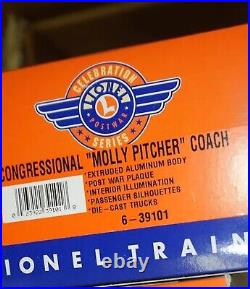 CELEBRATION
LIONEL
POSTWAR
SERIES
CONGRESSIONAL "MOLLY PITCHER" COACH
*EXTRUDED ALUMINUM BODY
*POST WAR PLAQUE
*INTERIOR ILLUMINATION
*PASSENGER SILHOUETTES
*DIE-CAST TRUCKS
6-39101
IONEL TRAIN